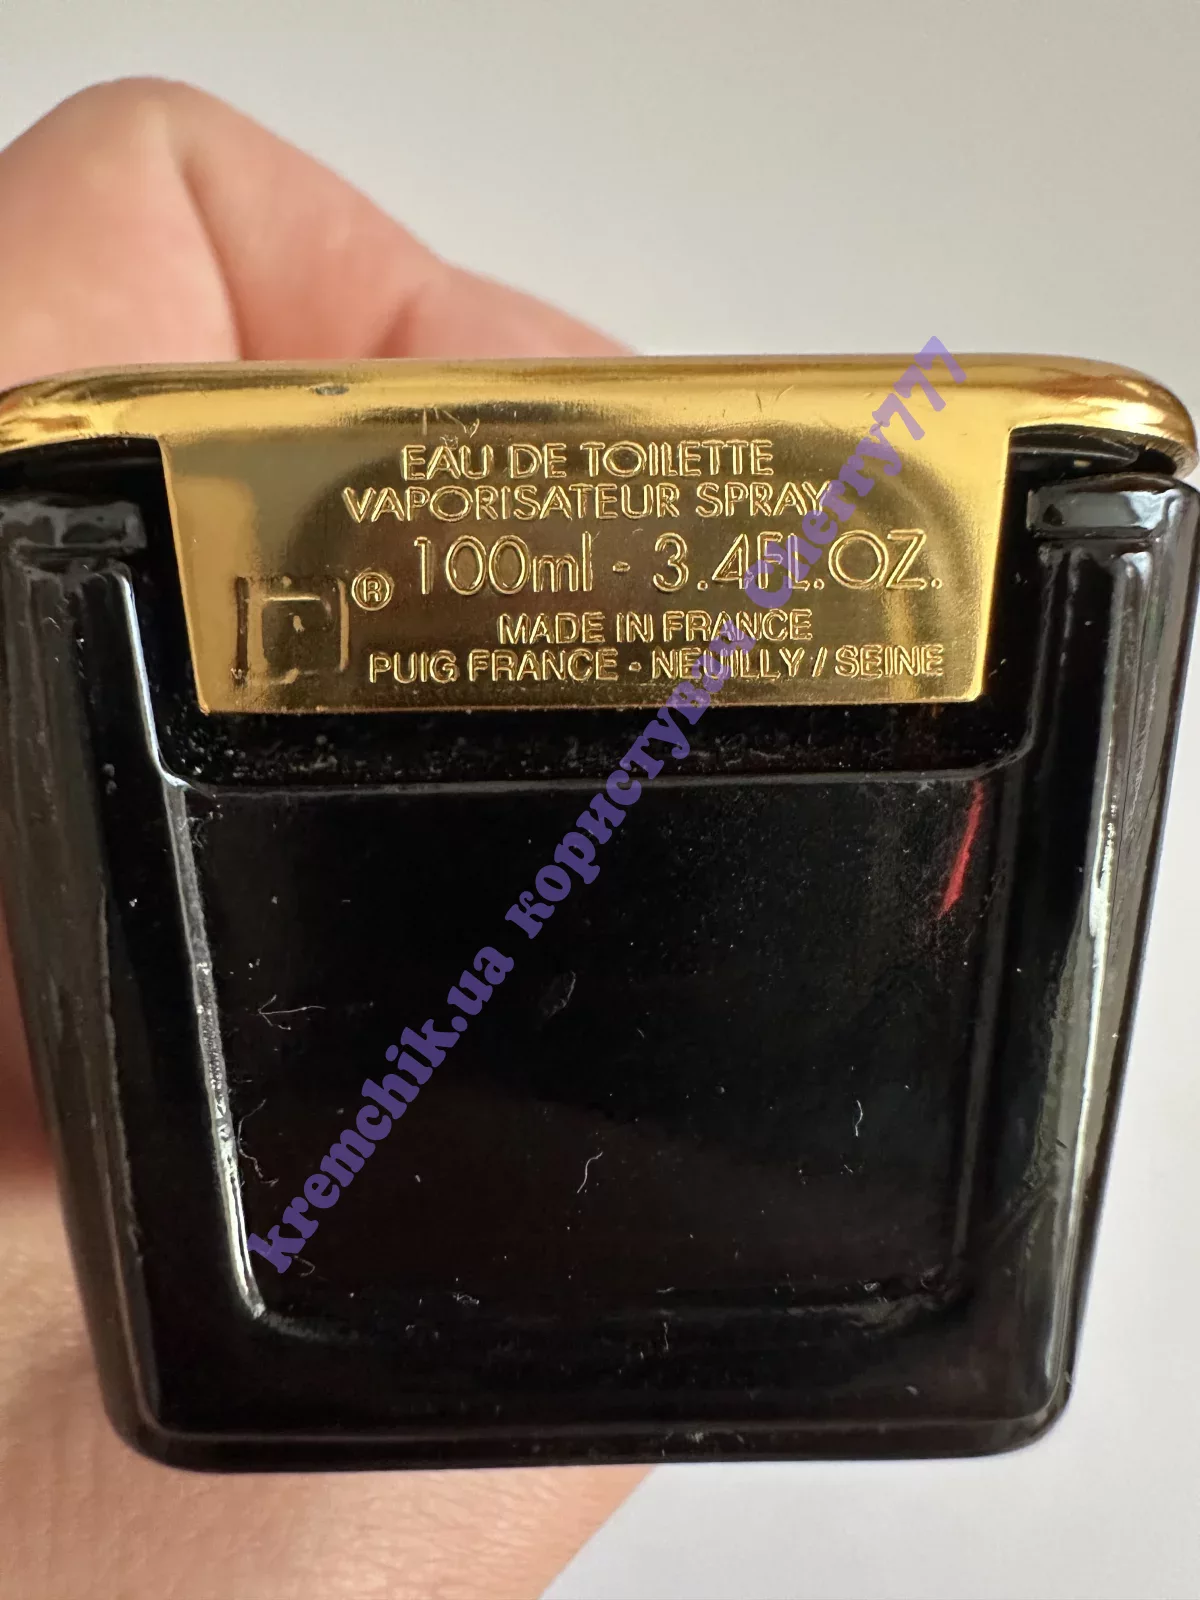 EAU DE TOILETTE
VAPORISATEUR SPRAY
® 100ml - 3.4FL.OZ.
MADE IN FRANCE
PUIG FRANCE - NEUILLY / SEINE
kremchik.ua користувач Cherry777